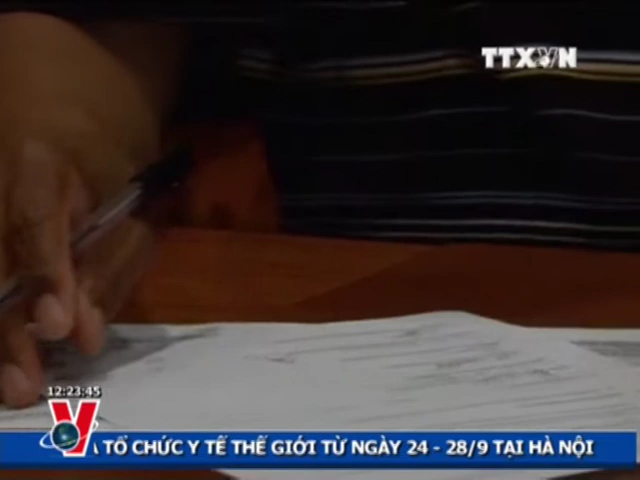 TTXVN
12:23:45
A TỔ CHỨC Y TẾ THẾ GIỚI TỪ NGÀY 24 - 28/9 TẠI HÀ NỘI